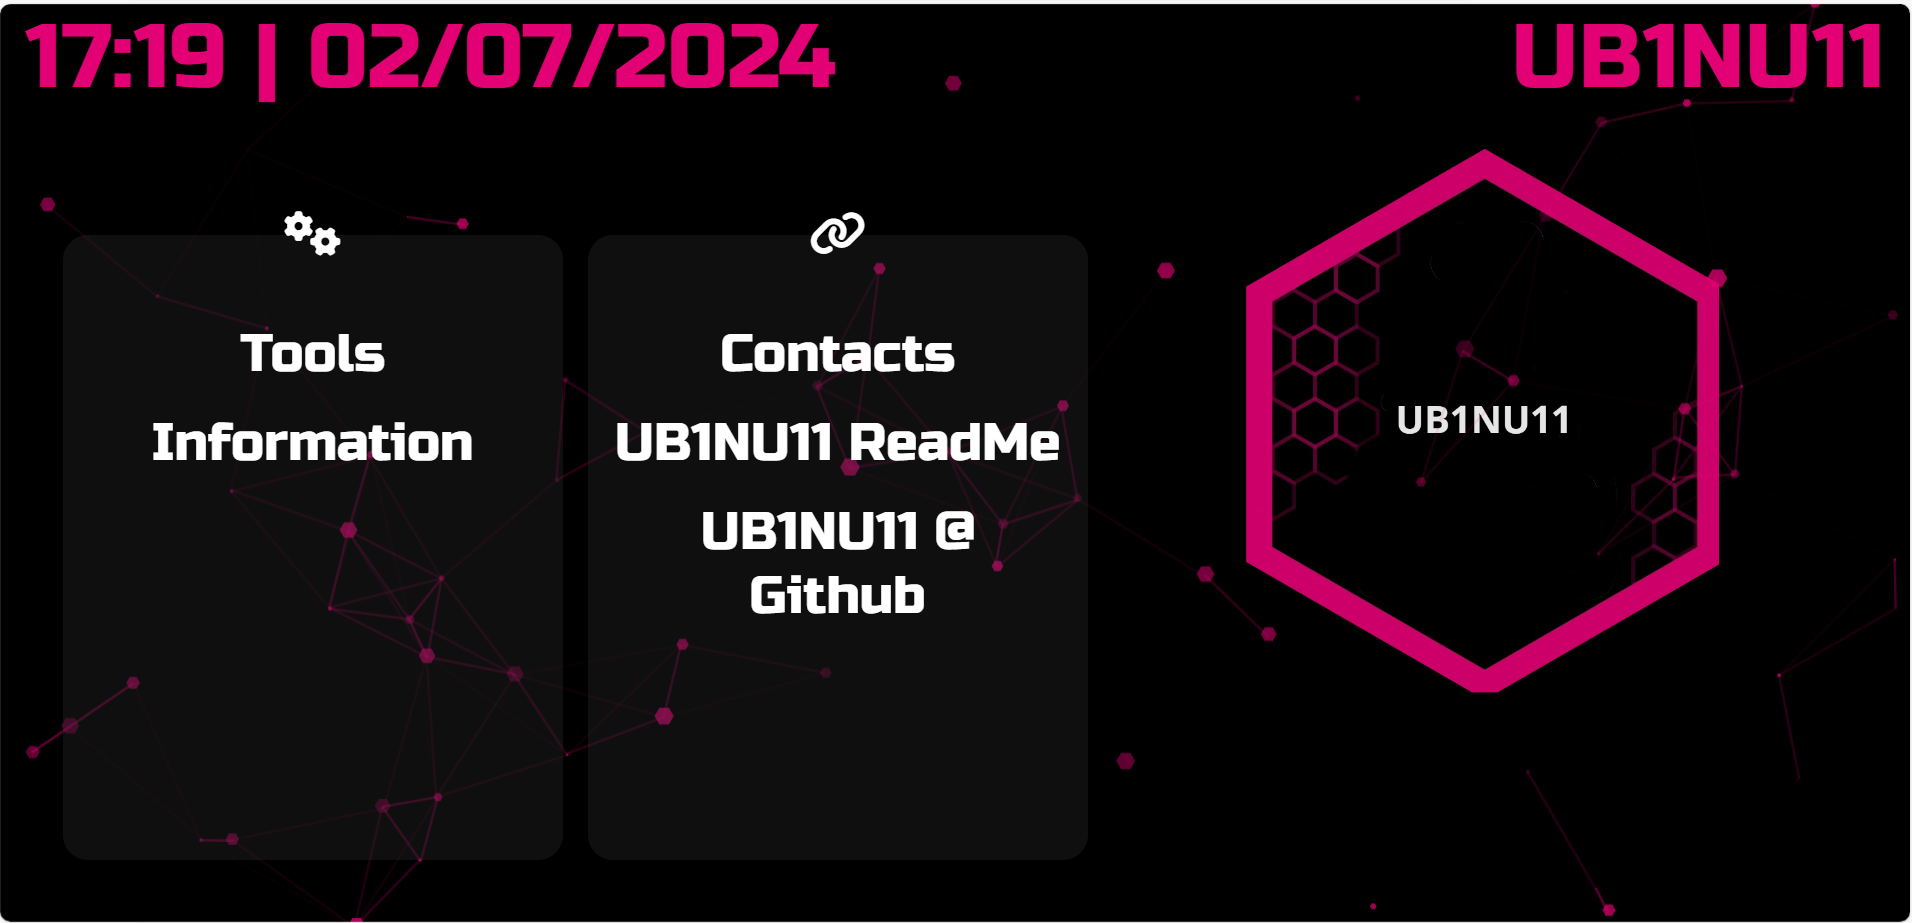 17:19 | 02/07/2024
UB1NU11
Tools
Information
Contacts
UB1NU11 ReadMe
UB1NU11 @
Github
UB1NU11